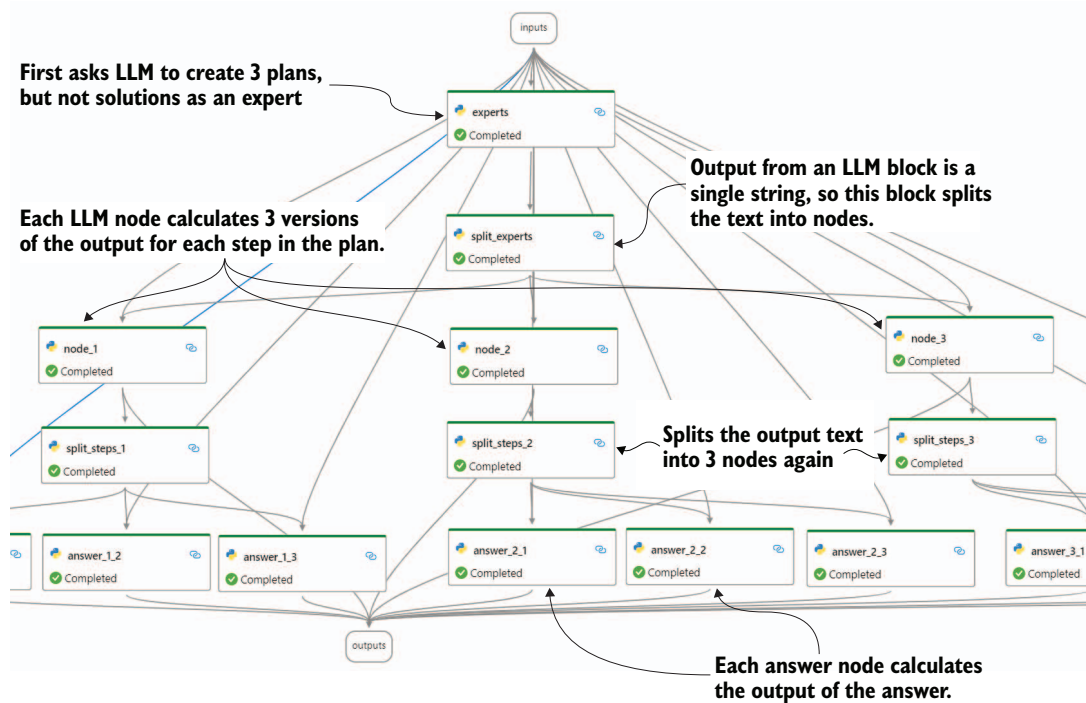 inputs
First asks LLM to create 3 plans,
but not solutions as an expert
experts
Completed
Output from an LLM block is a
single string, so this block splits
the text into nodes.
Each LLM node calculates 3 versions
of the output for each step in the plan.
split_experts
Completed
node_1
Completed
node_2
Completed
node_3
Completed
split_steps_1
Completed
split_steps_2
Completed
Splits the output text
into 3 nodes again
split_steps_3
Completed
answer_1_2
Completed
answer_1_3
Completed
answer_2_1
Completed
answer_2_2
Completed
answer_2_3
Completed
answer_3_1
Completed
outputs
Each answer node calculates
the output of the answer.